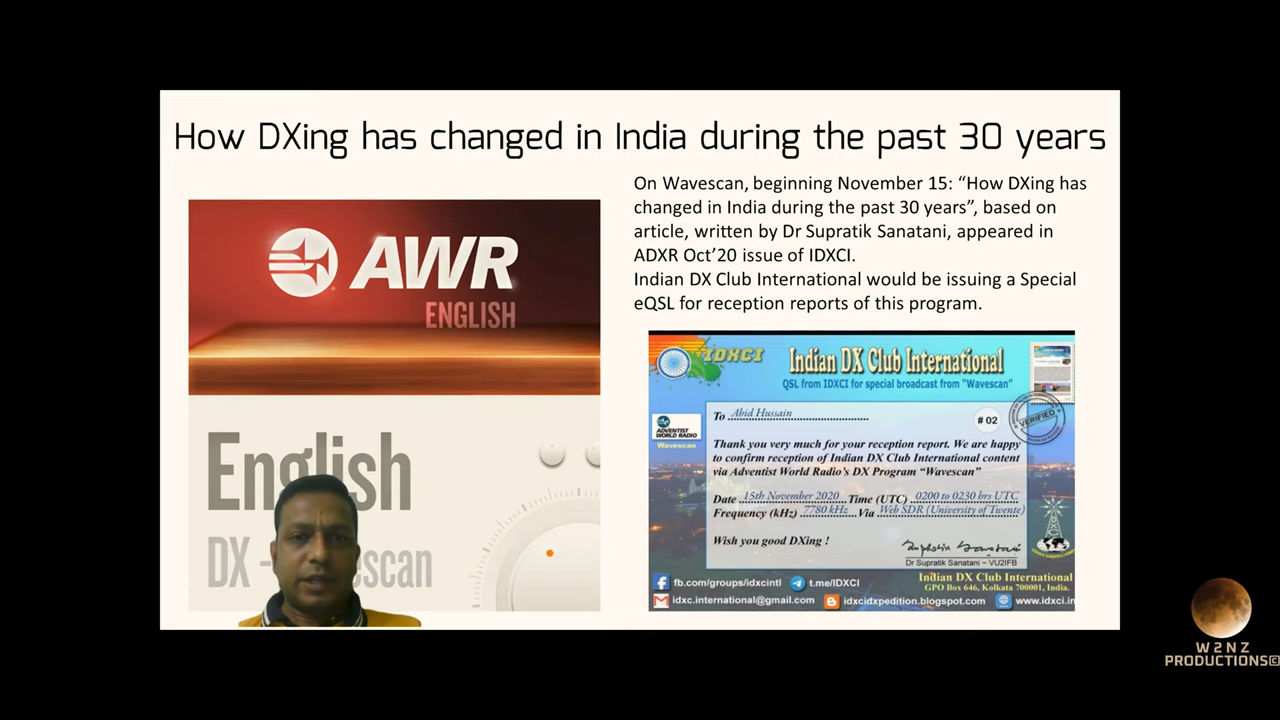 How DXing has changed in India during the past 30 years
On Wavescan, beginning November 15: “How DXing has
changed in India during the past 30 years”, based on
article, written by Dr Supratik Sanatani, appeared in
ADXR Oct’20 issue of IDXCI.
Indian DX Club International would be issuing a Special
eQSL for reception reports of this program.
AWR
ENGLISH
English
DX -
scan
IDXCI
Indian DX Club International
QSL from IDXCI for special broadcast from “Wavescan”
To Abid Hussain
# 02
VERIFIED
ADVENTIST
WORLD RADIO
Wavescan
Thank you very much for your reception report. We are happy
to confirm reception of Indian DX Club International content
via Adventist World Radio’s DX Program “Wavescan”
Date 15th November 2020 Time (UTC) 0200 to 0230 hrs UTC
Frequency (kHz) 7780 kHz Via Web SDR (University of Twente)
Wish you good DXing !
Dr Supratik Sanatani ~ VU2IFB
Indian DX Club International
GPO Box 646, Kolkata 700001, India.
fb.com/groups/idxcintl t.me/IDXCI
idxc.international@gmail.com idxcidxpedition.blogspot.com www.idxci.in
W2NZ
PRODUCTIONS©